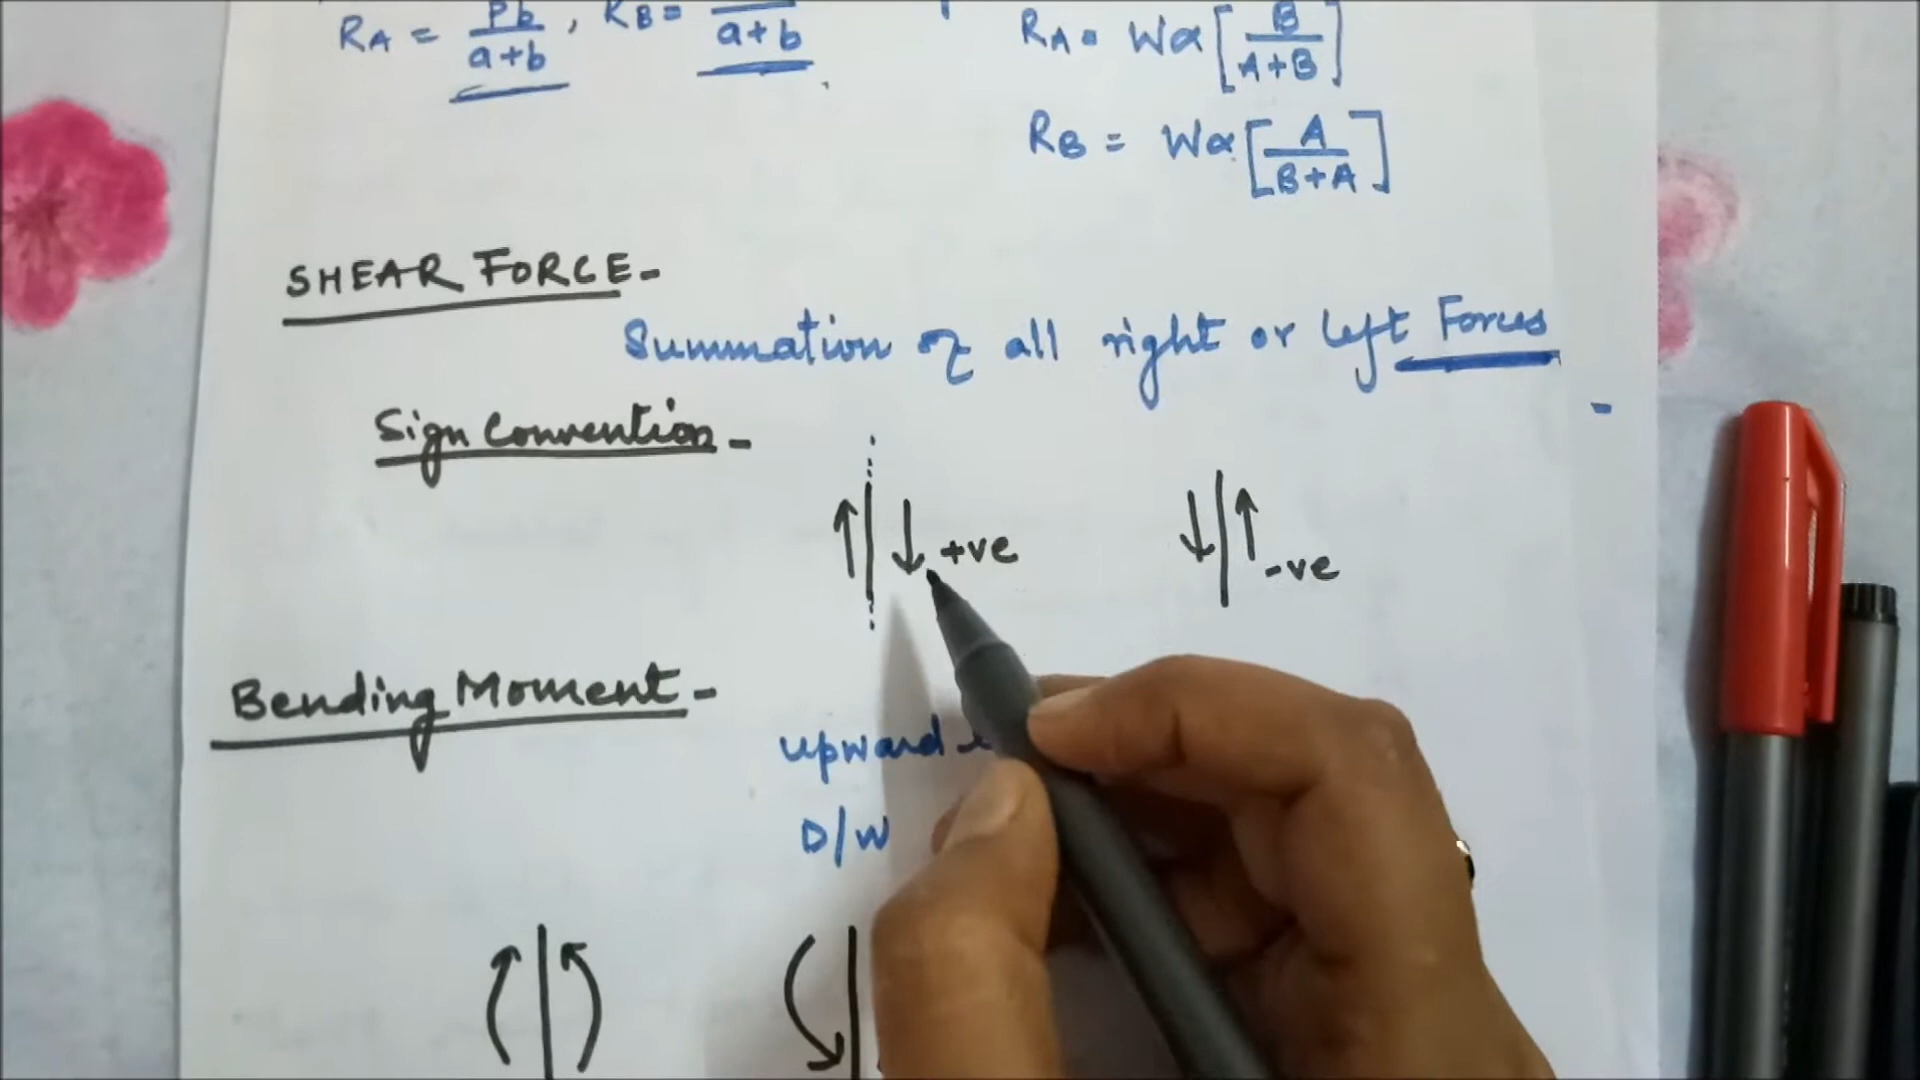 RA = Pb/a+b, RB = /a+b
RA = Wα[B/A+B]
RB = Wα[A/B+A]
SHEAR FORCE-
Summation of all right or left Forces
Sign Convention -
↑|↓ +ve ↓|↑ -ve
Bending Moment -
upward
D/W